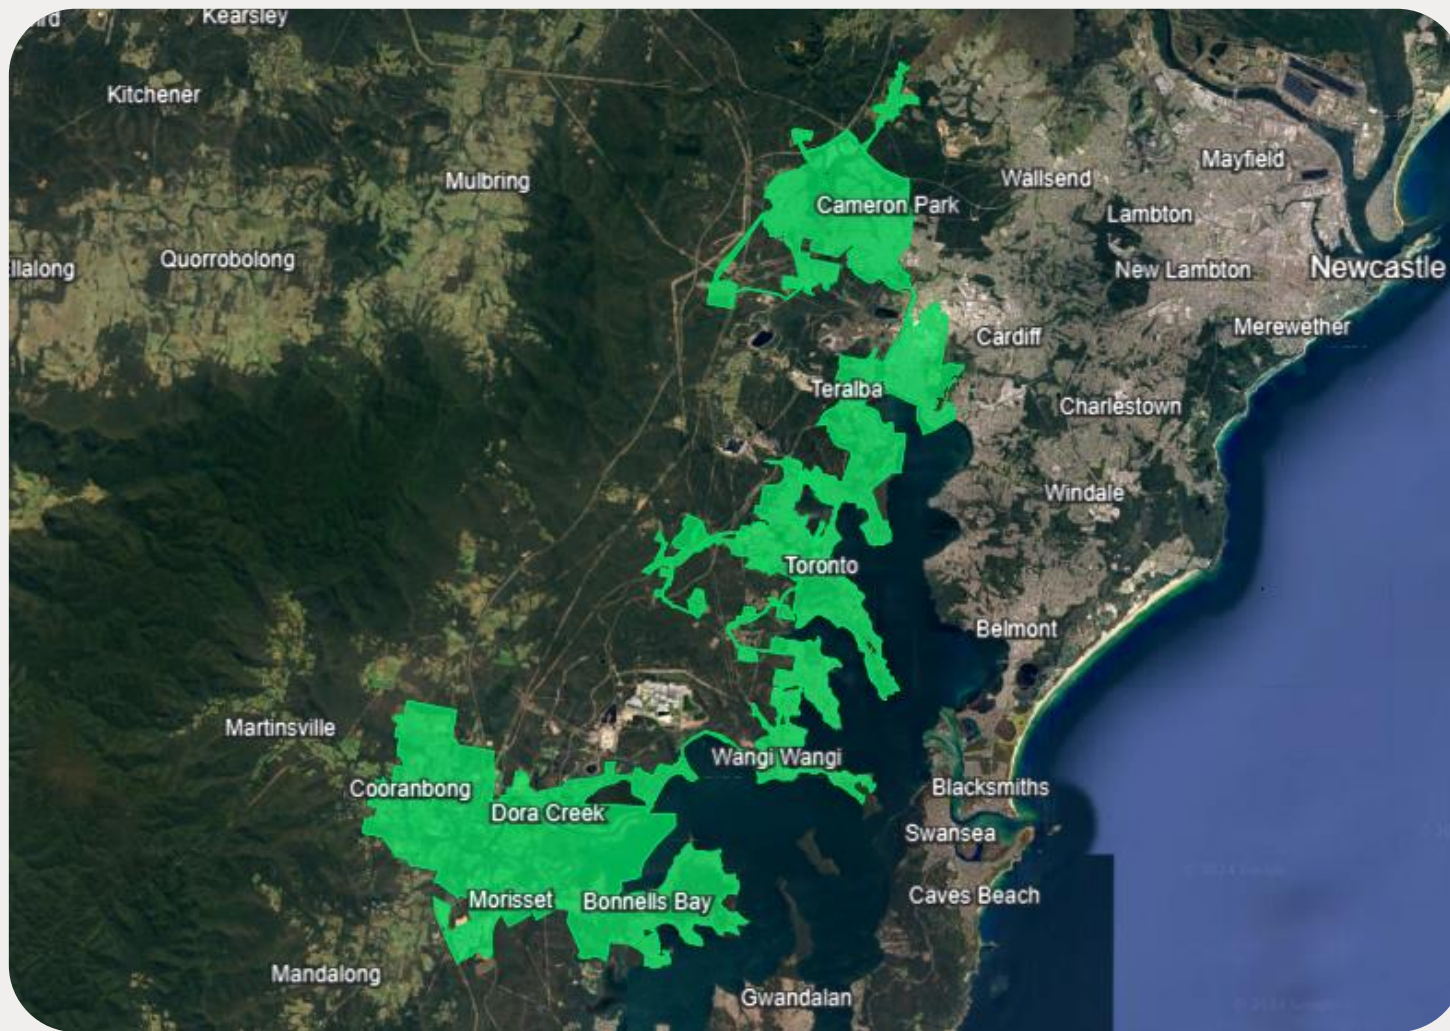 Kearsley
Kitchener
Mulbring
Mayfield
Wallsend
Cameron Park
Lambton
Quorrobolong
New Lambton
Newcastle
Merewether
Cardiff
Teralba
Charlestown
Windale
Toronto
Belmont
Martinsville
Wangi Wangi
Cooranbong
Blacksmiths
Dora Creek
Swansea
Caves Beach
Morisset
Bonnells Bay
Mandalong
Gwandalan